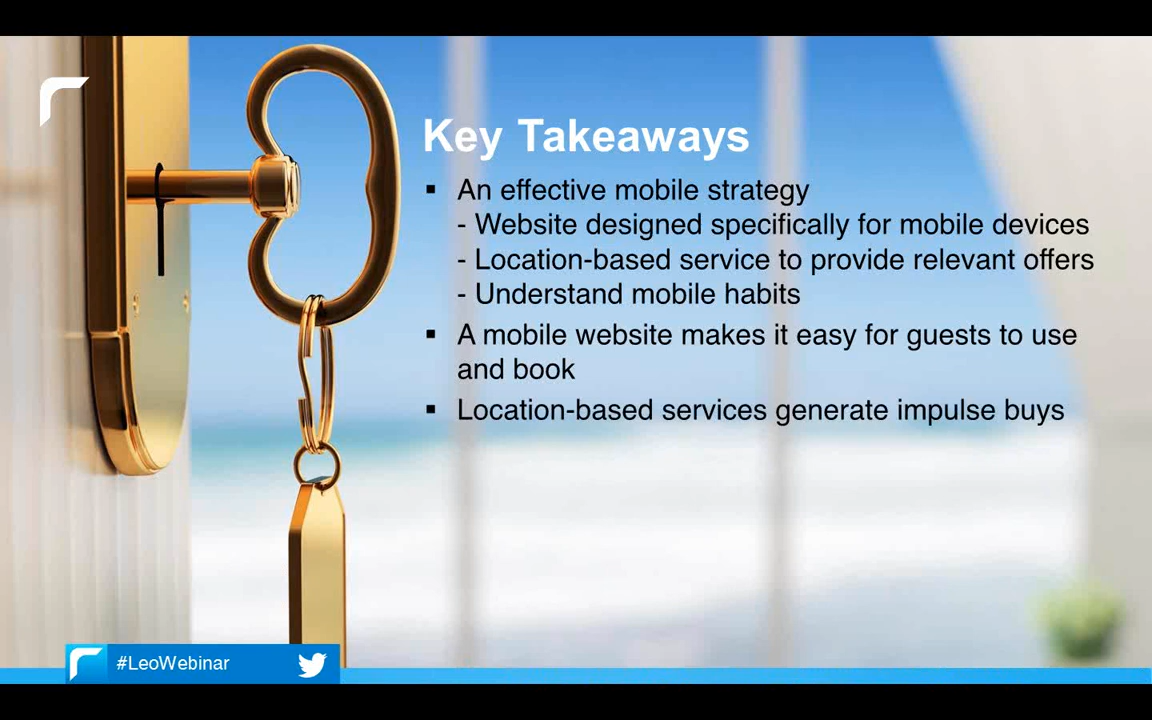 Key Takeaways
▪ An effective mobile strategy
- Website designed specifically for mobile devices
- Location-based service to provide relevant offers
- Understand mobile habits
▪ A mobile website makes it easy for guests to use
and book
▪ Location-based services generate impulse buys
#LeoWebinar